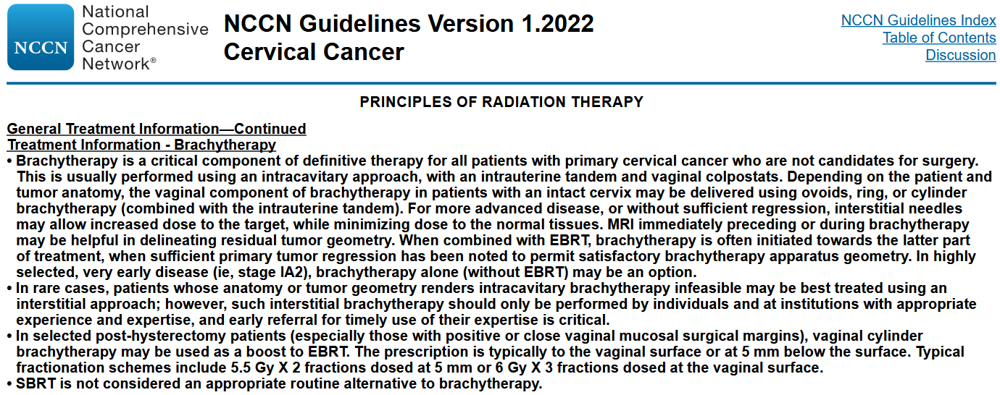 NCCN
National
Comprehensive
Cancer
Network®
NCCN Guidelines Version 1.2022
Cervical Cancer
NCCN Guidelines Index
Table of Contents
Discussion
PRINCIPLES OF RADIATION THERAPY
General Treatment Information—Continued
Treatment Information - Brachytherapy
• Brachytherapy is a critical component of definitive therapy for all patients with primary cervical cancer who are not candidates for surgery.
This is usually performed using an intracavitary approach, with an intrauterine tandem and vaginal colpostats. Depending on the patient and
tumor anatomy, the vaginal component of brachytherapy in patients with an intact cervix may be delivered using ovoids, ring, or cylinder
brachytherapy (combined with the intrauterine tandem). For more advanced disease, or without sufficient regression, interstitial needles
may allow increased dose to the target, while minimizing dose to the normal tissues. MRI immediately preceding or during brachytherapy
may be helpful in delineating residual tumor geometry. When combined with EBRT, brachytherapy is often initiated towards the latter part
of treatment, when sufficient primary tumor regression has been noted to permit satisfactory brachytherapy apparatus geometry. In highly
selected, very early disease (ie, stage IA2), brachytherapy alone (without EBRT) may be an option.
• In rare cases, patients whose anatomy or tumor geometry renders intracavitary brachytherapy infeasible may be best treated using an
interstitial approach; however, such interstitial brachytherapy should only be performed by individuals and at institutions with appropriate
experience and expertise, and early referral for timely use of their expertise is critical.
• In selected post-hysterectomy patients (especially those with positive or close vaginal mucosal surgical margins), vaginal cylinder
brachytherapy may be used as a boost to EBRT. The prescription is typically to the vaginal surface or at 5 mm below the surface. Typical
fractionation schemes include 5.5 Gy X 2 fractions dosed at 5 mm or 6 Gy X 3 fractions dosed at the vaginal surface.
• SBRT is not considered an appropriate routine alternative to brachytherapy.